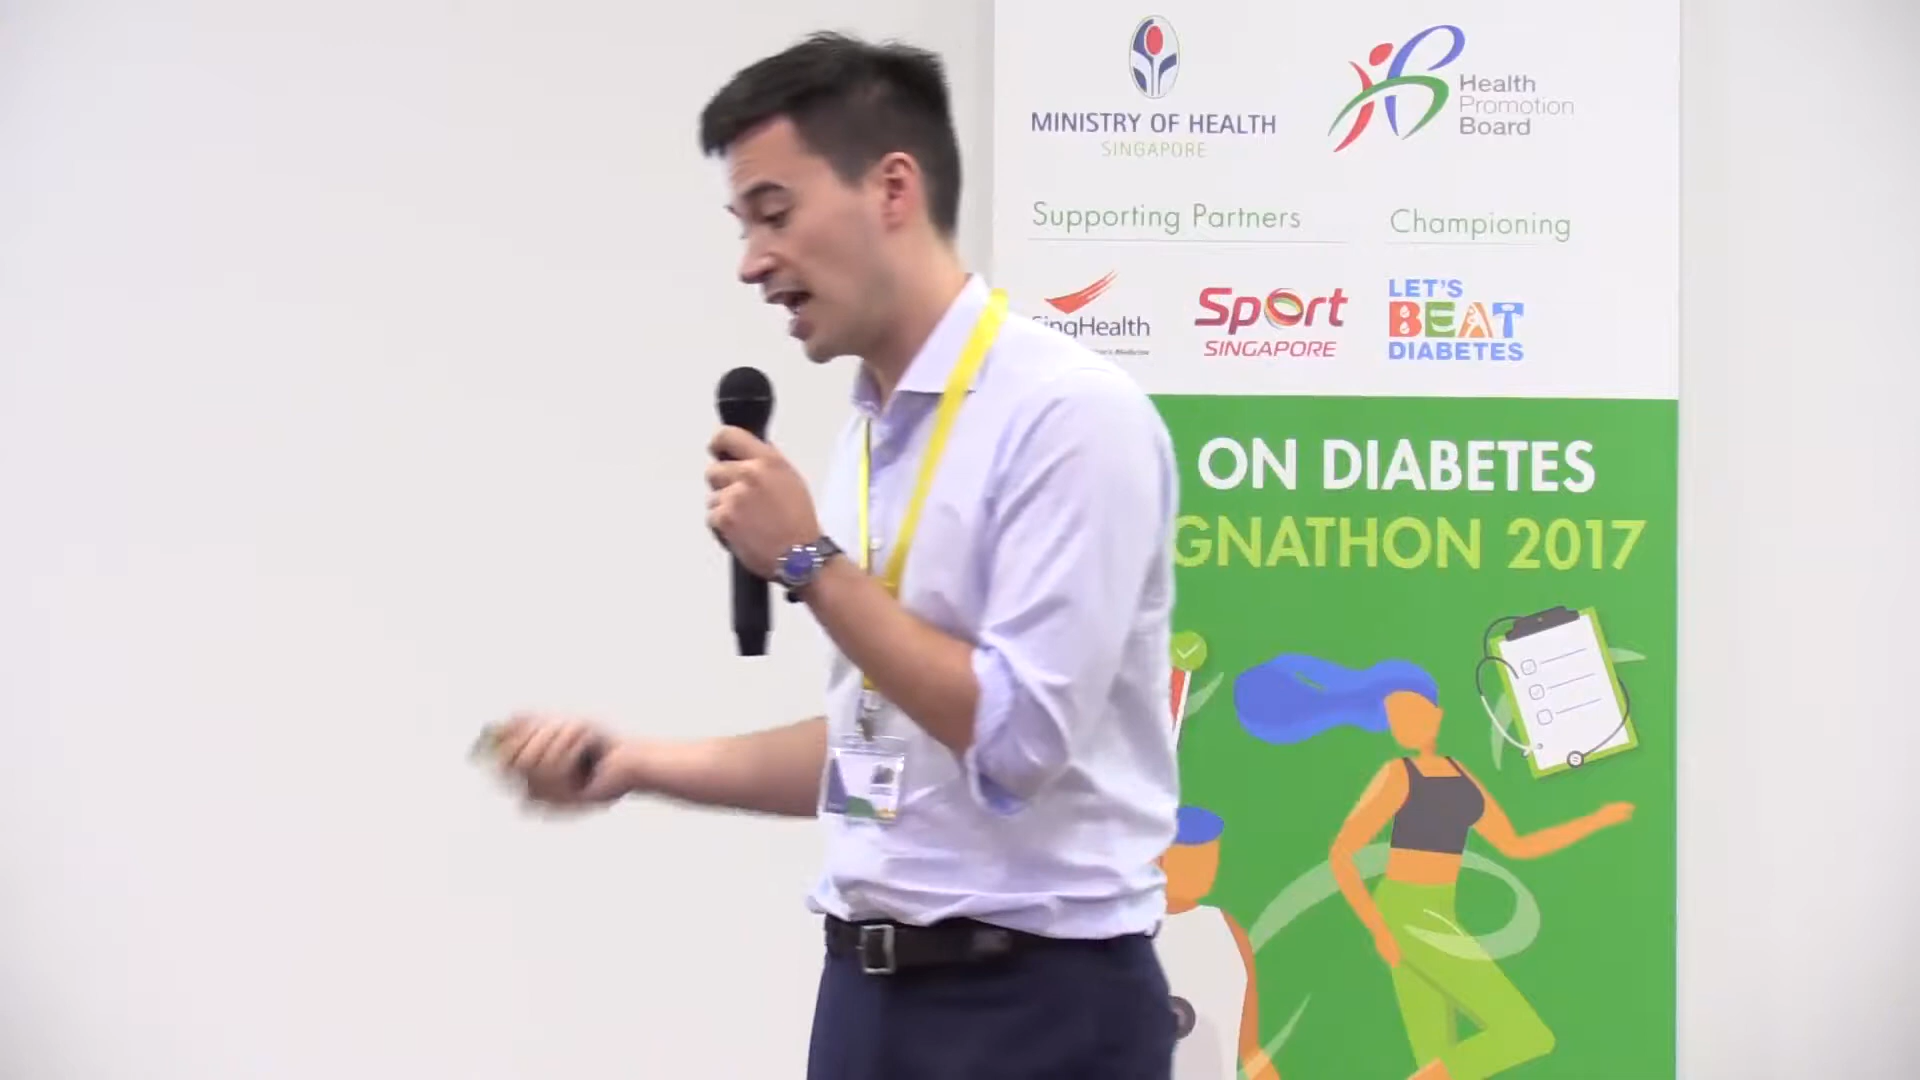 MINISTRY OF HEALTH
SINGAPORE
Health
Promotion
Board
Supporting Partners
Championing
SingHealth
Sport
SINGAPORE
LET'S
BEAT
DIABETES
ON DIABETES
GNATHON 2017